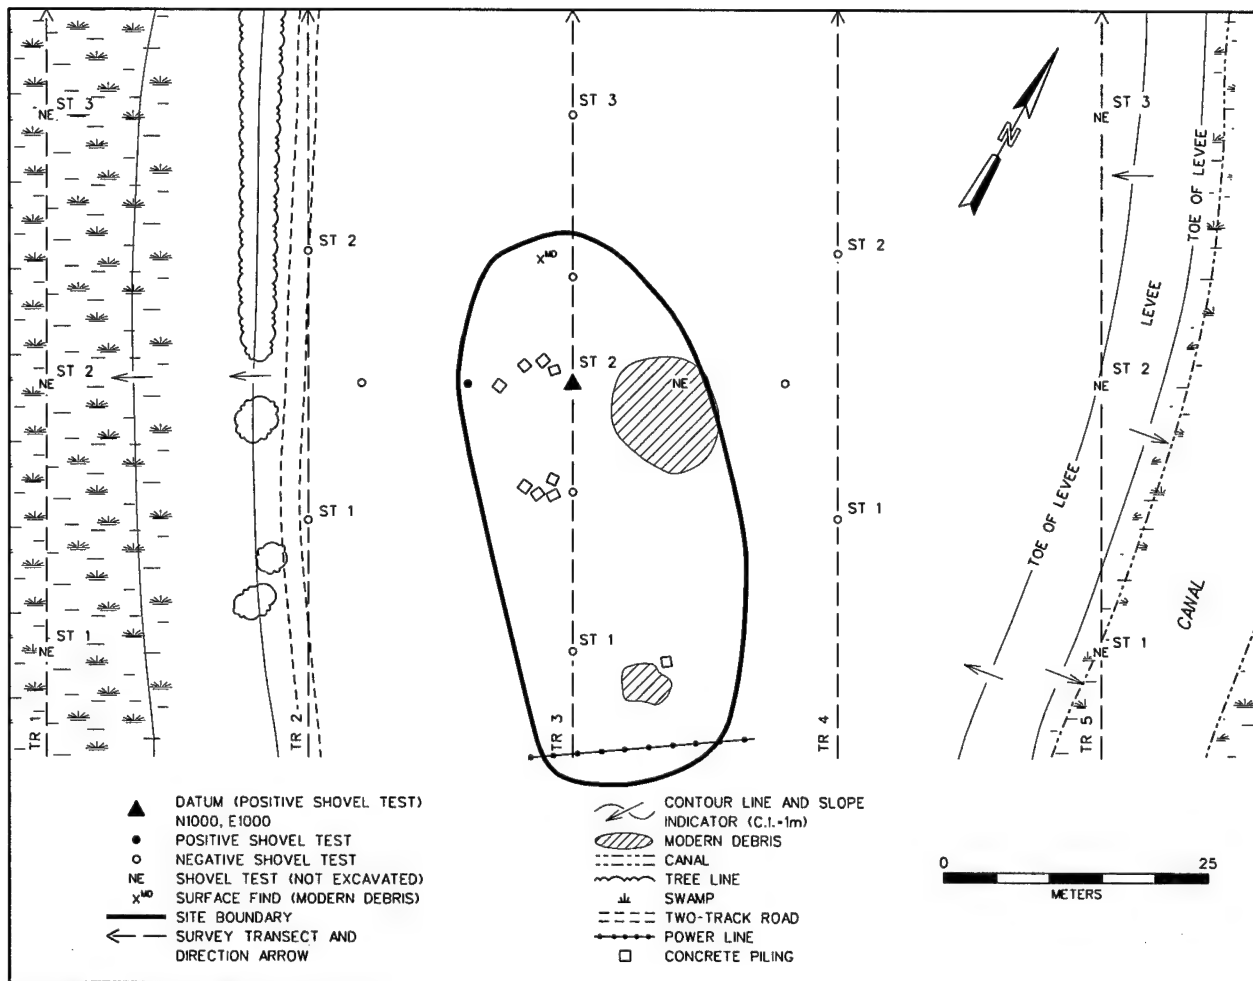 ST 3
NE
ST 3
ST 3
NE
TOE OF LEVEE
N
ST 2
X MD
ST 2
LEVEE
ST 2
NE
ST 2
NE
ST 2
NE
ST 1
ST 1
TOE OF LEVEE
CANAL
ST 1
NE
ST 1
ST 1
NE
TR 1
TR 2
TR 3
TR 4
TR 5
DATUM (POSITIVE SHOVEL TEST)
N1000, E1000
POSITIVE SHOVEL TEST
NEGATIVE SHOVEL TEST
NE SHOVEL TEST (NOT EXCAVATED)
X MD SURFACE FIND (MODERN DEBRIS)
SITE BOUNDARY
SURVEY TRANSECT AND
DIRECTION ARROW
CONTOUR LINE AND SLOPE
INDICATOR (C.I.=1m)
MODERN DEBRIS
CANAL
TREE LINE
SWAMP
TWO-TRACK ROAD
POWER LINE
CONCRETE PILING
0 25
METERS